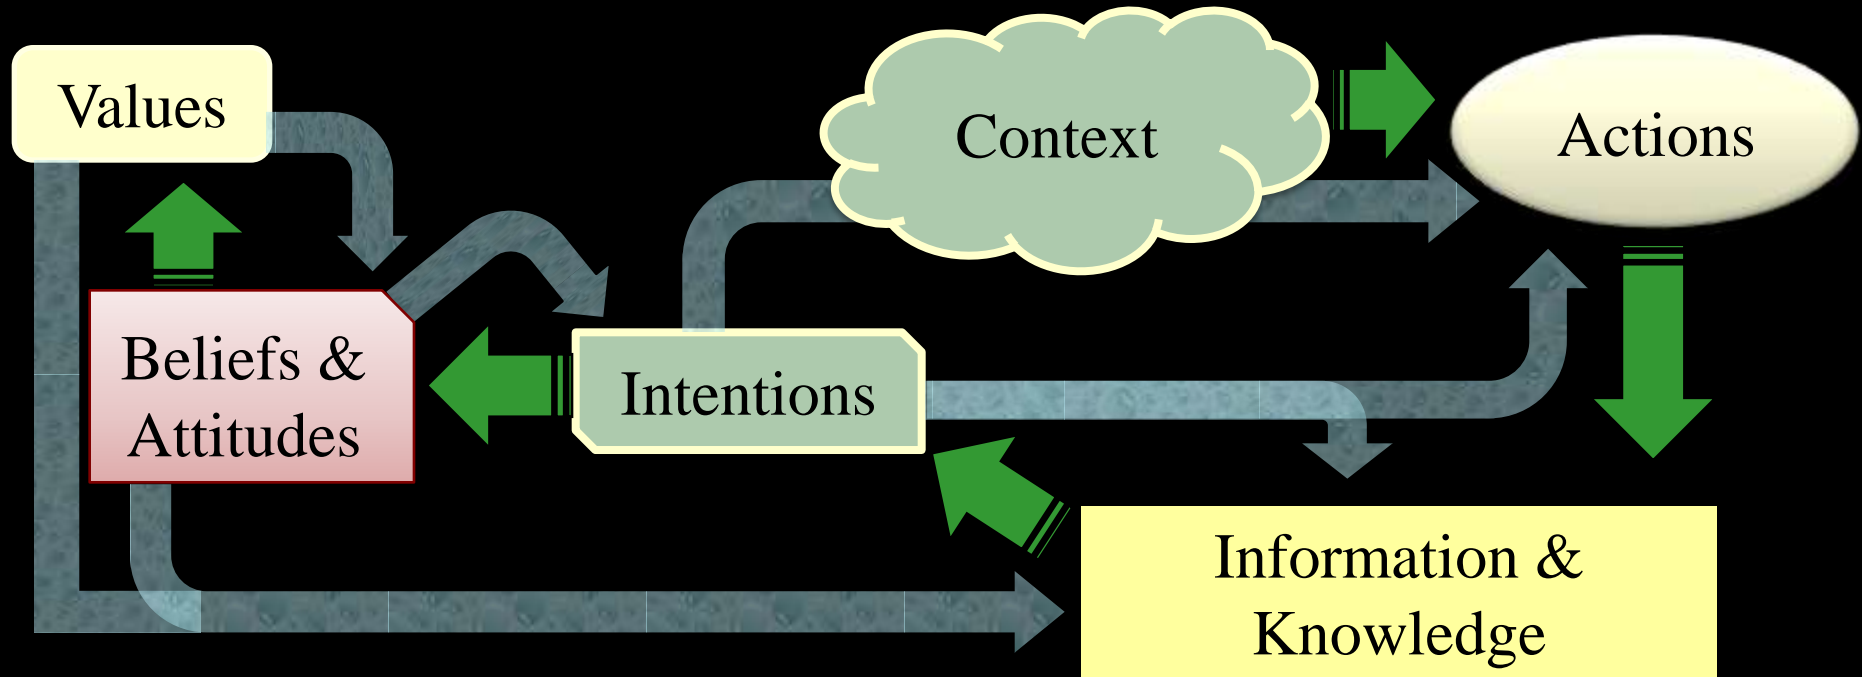 Values
Context
Actions
Beliefs &
Attitudes
Intentions
Information &
Knowledge